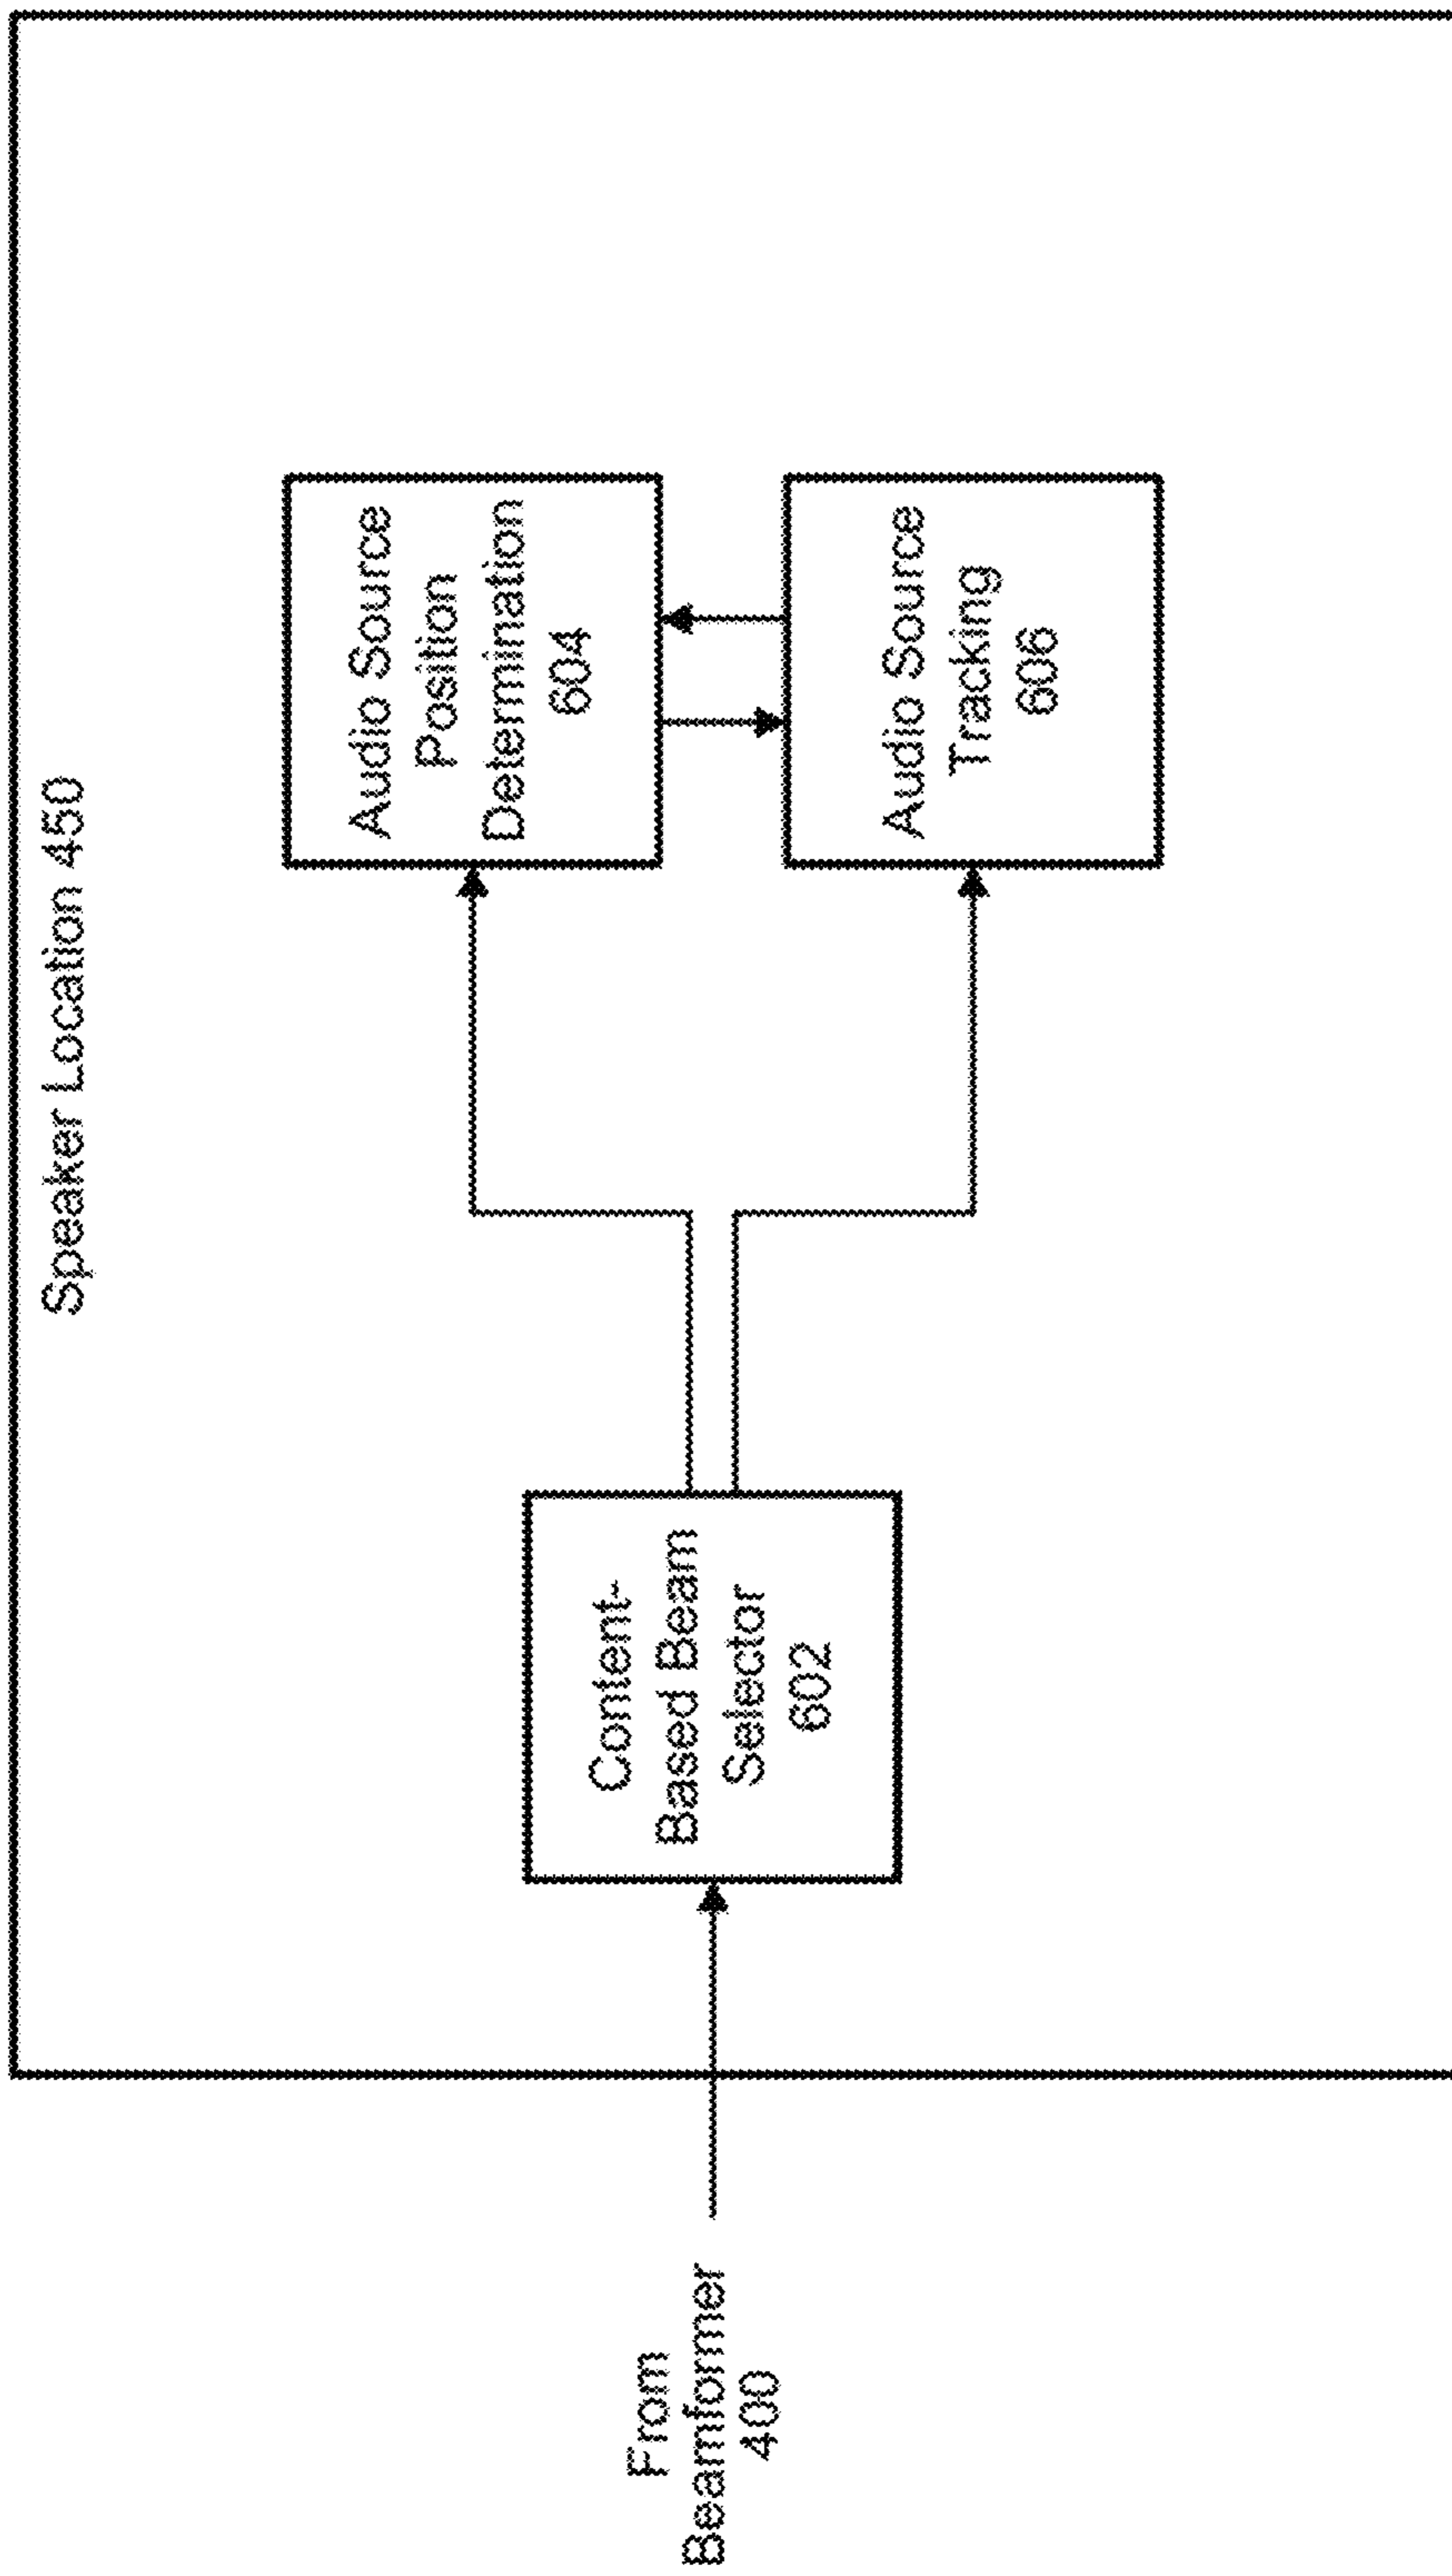 Speaker Location 450
From
Beamformer
400
Content-
Based Beam
Selector
602
Audio Source
Position
Determination
604
Audio Source
Tracking
606